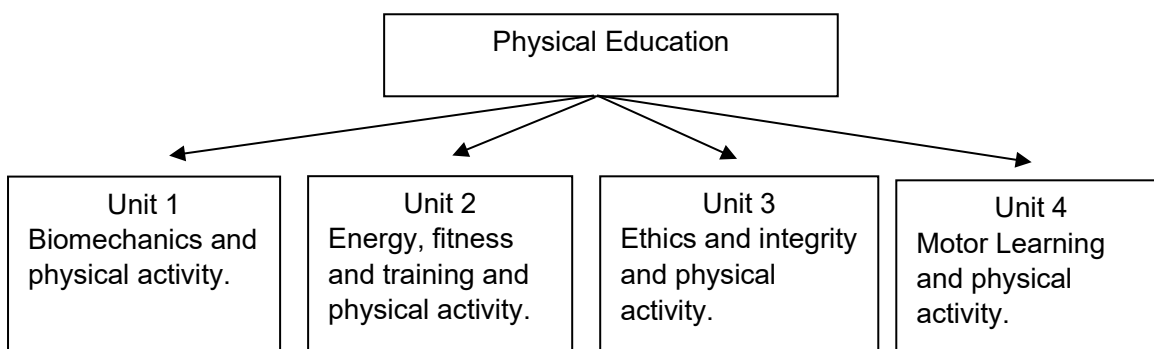 Physical Education
Unit 1
Biomechanics and
physical activity.
Unit 2
Energy, fitness
and training and
physical activity.
Unit 3
Ethics and integrity
and physical
activity.
Unit 4
Motor Learning
and physical
activity.